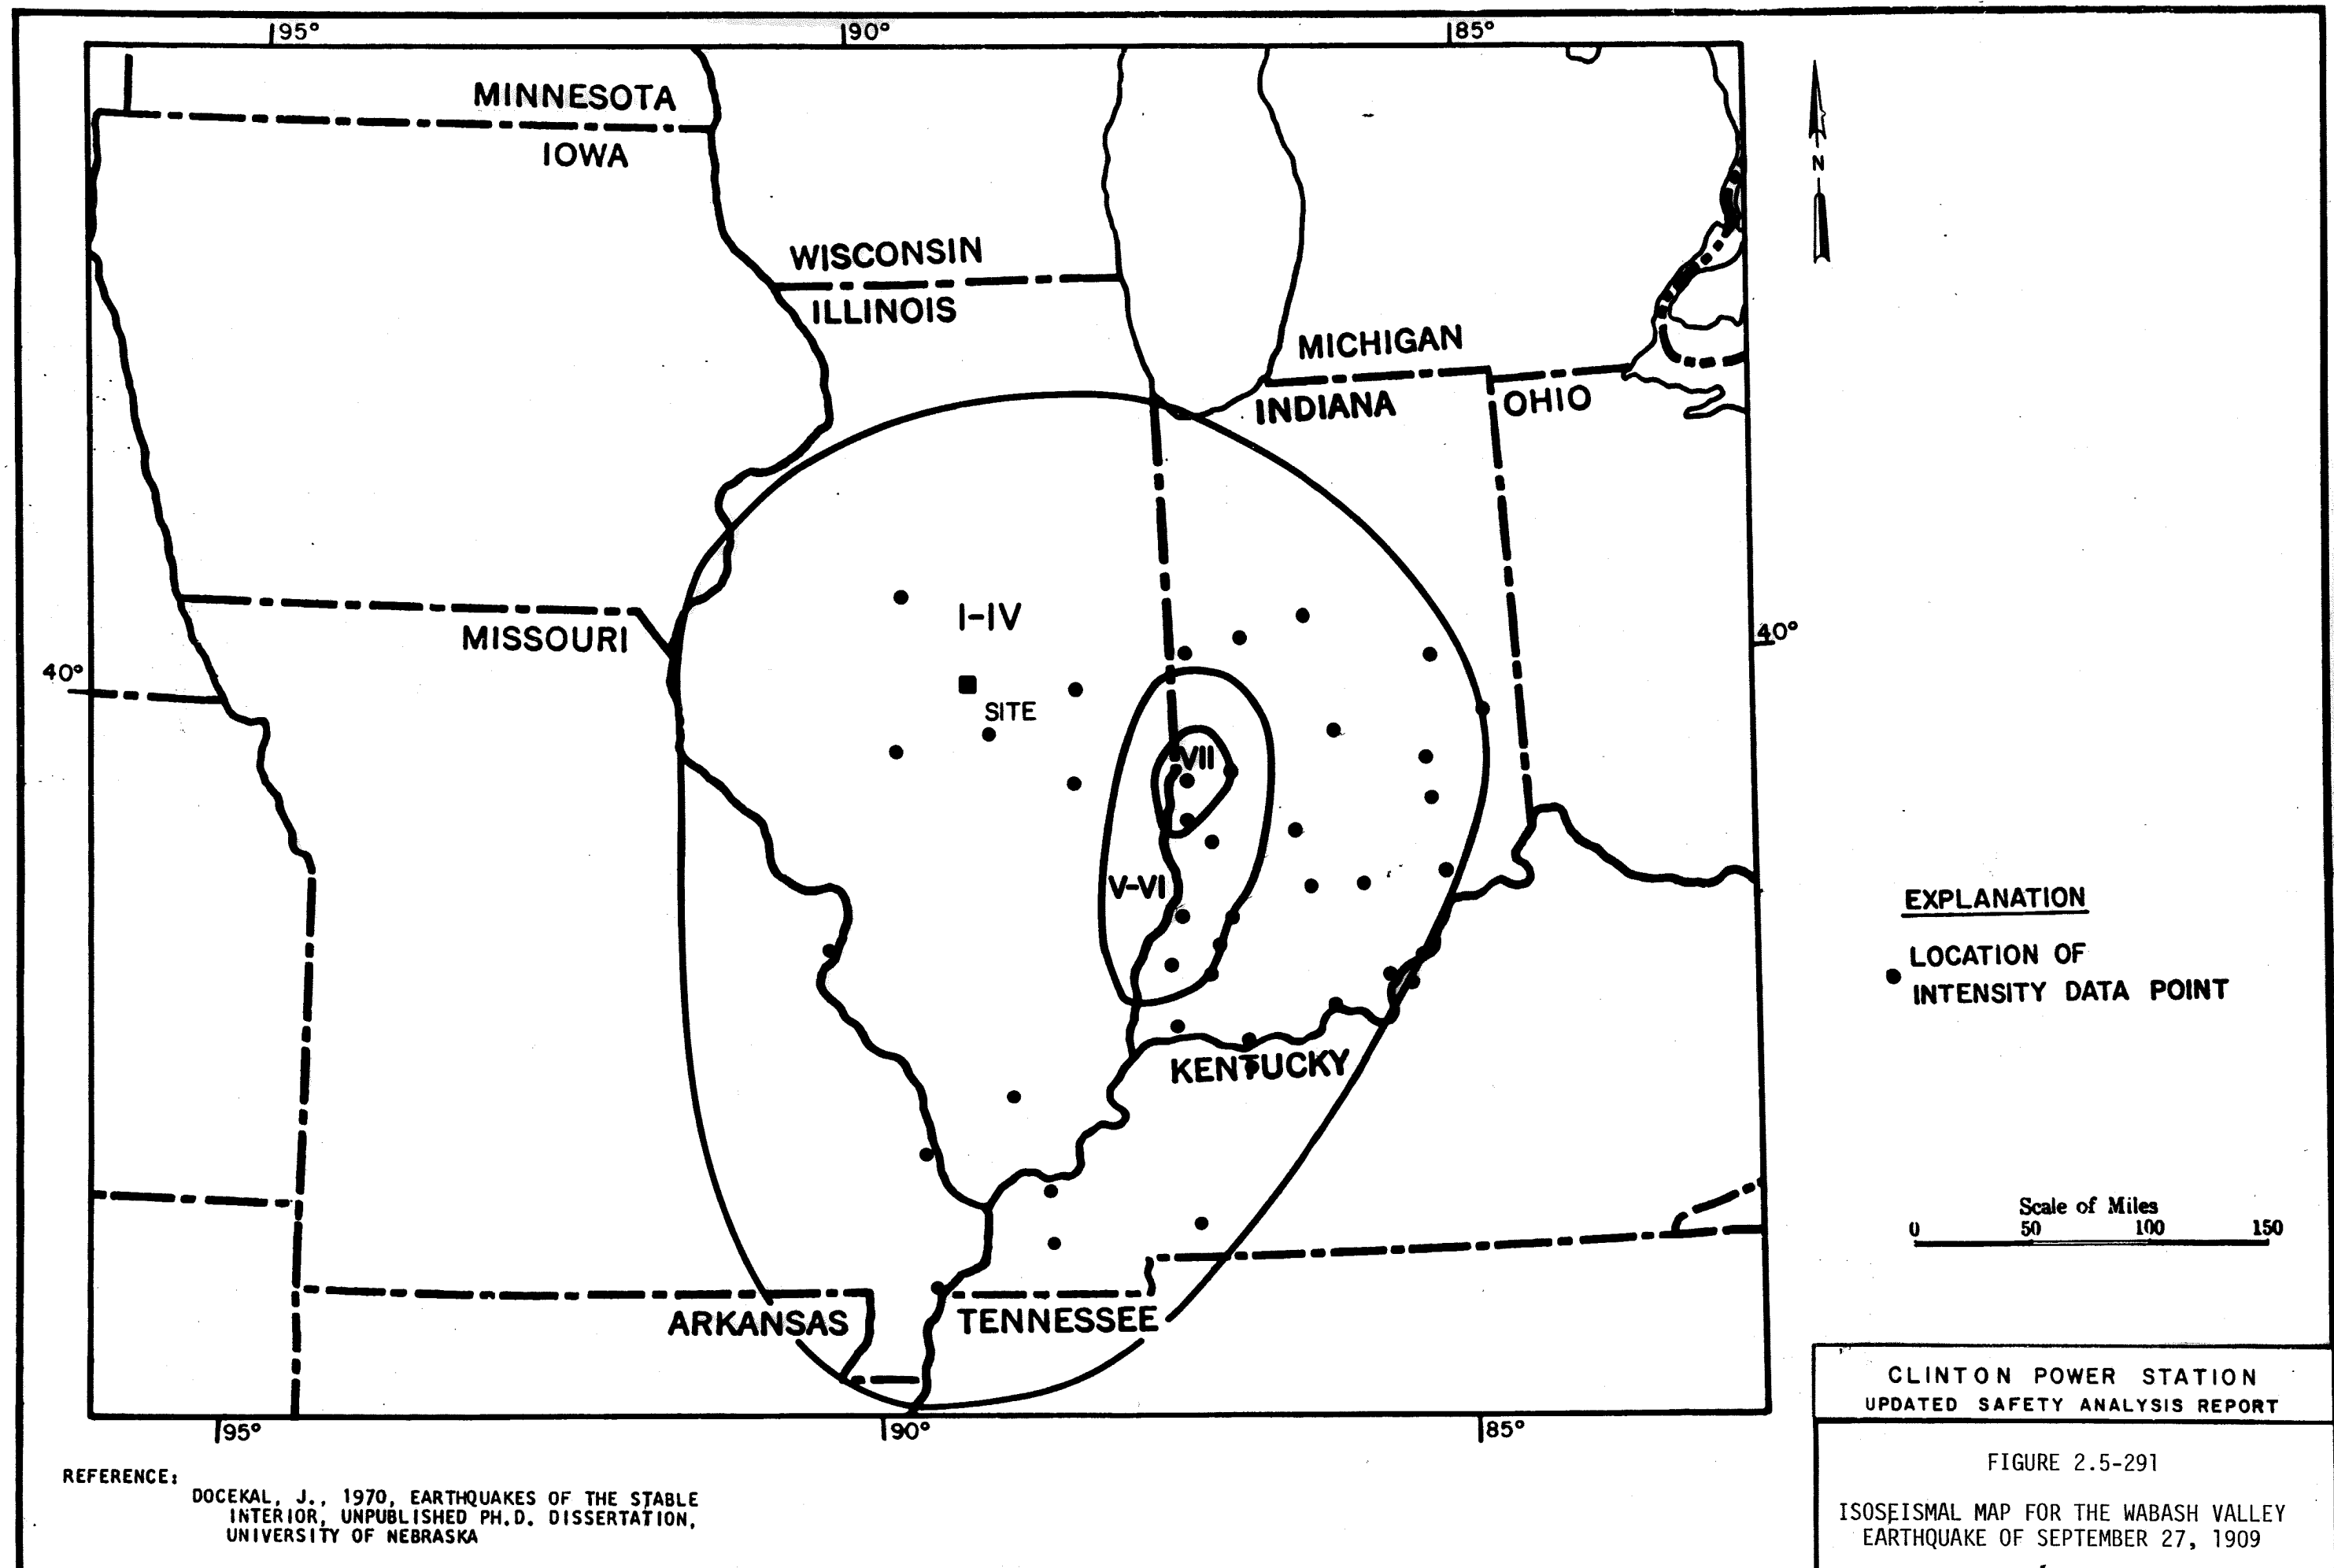 95°
90°
85°
MINNESOTA
IOWA
N
WISCONSIN
ILLINOIS
MICHIGAN
INDIANA
OHIO
I-IV
MISSOURI
40°
40°
SITE
VII
V-VI
EXPLANATION
LOCATION OF
INTENSITY DATA POINT
KENTUCKY
Scale of Miles
0 50 100 150
ARKANSAS
TENNESSEE
95°
90°
85°
CLINTON POWER STATION
UPDATED SAFETY ANALYSIS REPORT
FIGURE 2.5-291
ISOSEISMAL MAP FOR THE WABASH VALLEY
EARTHQUAKE OF SEPTEMBER 27, 1909
REFERENCE:
DOCEKAL, J., 1970, EARTHQUAKES OF THE STABLE
INTERIOR, UNPUBLISHED PH.D. DISSERTATION,
UNIVERSITY OF NEBRASKA